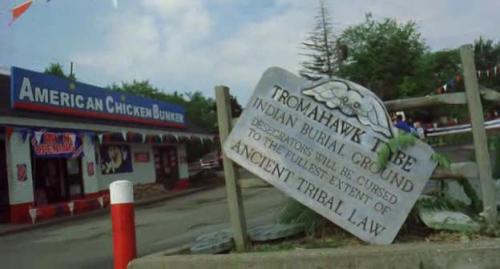 AMERICAN CHICKEN BUNKER
TROMAHAWK TRIBE
INDIAN BURIAL GROUND
DESECRATORS WILL BE CURSED
TO THE FULLEST EXTENT OF
ANCIENT TRIBAL LAW